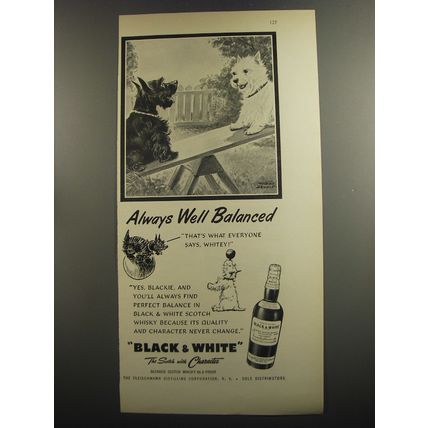 127
Always Well Balanced
"THAT'S WHAT EVERYONE
SAYS, WHITEY!"
"YES, BLACKIE, AND
YOU'LL ALWAYS FIND
PERFECT BALANCE IN
BLACK & WHITE SCOTCH
WHISKY BECAUSE ITS QUALITY
AND CHARACTER NEVER CHANGE."
BLACK & WHITE
"BLACK & WHITE"
The Scotch with Character
BLENDED SCOTCH WHISKY 86.8 PROOF
THE FLEISCHMANN DISTILLING CORPORATION, N. Y. • SOLE DISTRIBUTORS